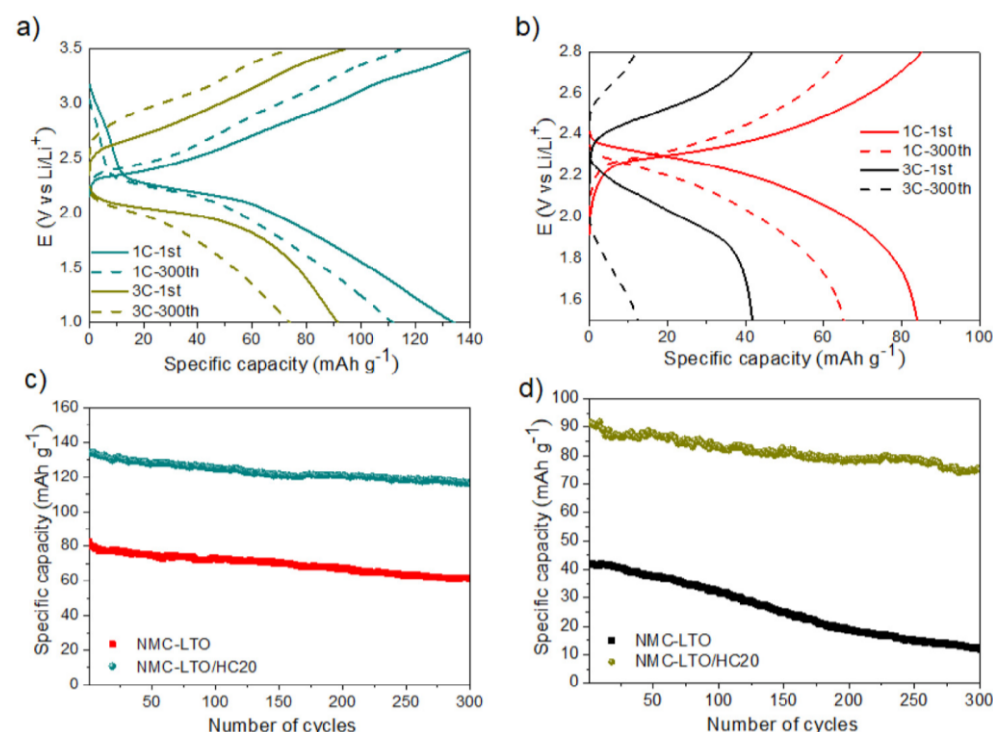 a)
3.5
3.0
2.5
2.0
1.5
1.0
E (V vs Li/Li⁺)
1C-1st
1C-300th
3C-1st
3C-300th
0 20 40 60 80 100 120 140
Specific capacity (mAh g⁻¹)
b)
2.8
2.6
2.4
2.2
2.0
1.8
1.6
E (V vs Li/Li⁺)
1C-1st
1C-300th
3C-1st
3C-300th
0 20 40 60 80 100
Specific capacity (mAh g⁻¹)
c)
160
140
120
100
80
60
40
20
0
Specific capacity (mAh g⁻¹)
NMC-LTO
NMC-LTO/HC20
50 100 150 200 250 300
Number of cycles
d)
100
90
80
70
60
50
40
30
20
10
0
Specific capacity (mAh g⁻¹)
NMC-LTO
NMC-LTO/HC20
50 100 150 200 250 300
Number of cycles